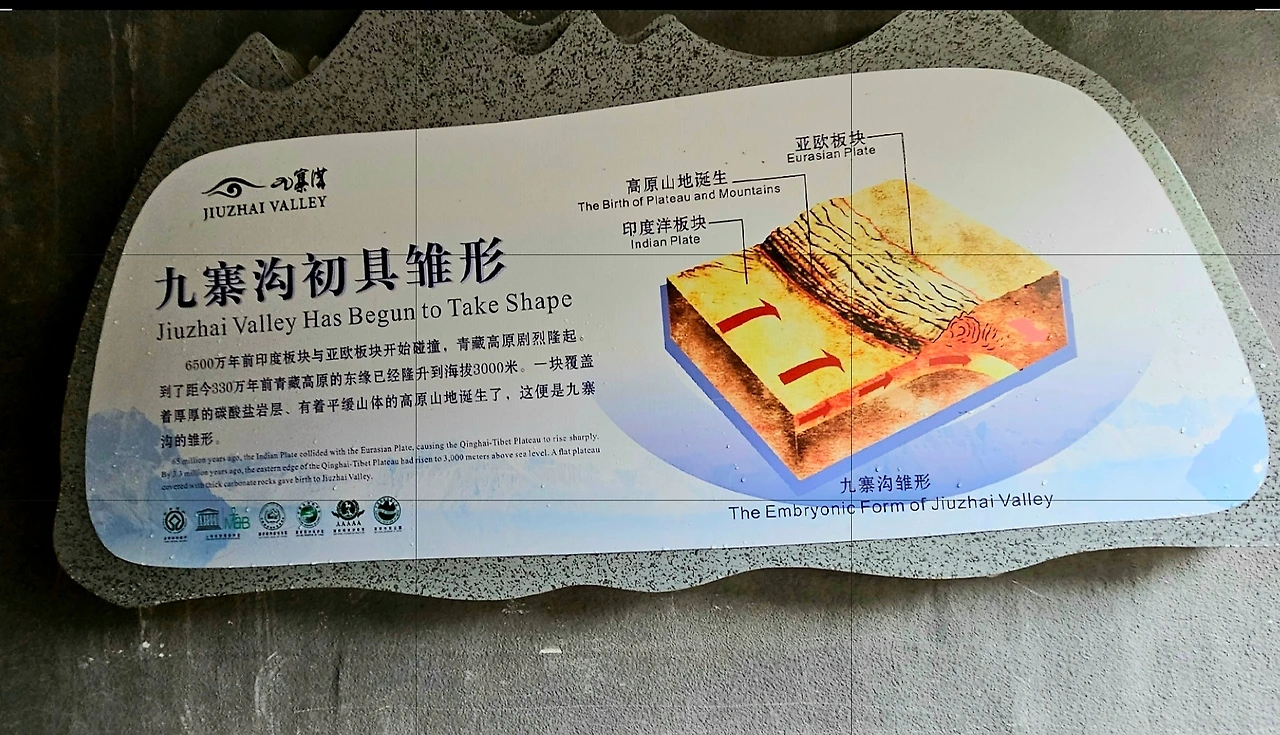 九寨沟
JIUZHAI VALLEY
九寨沟初具雏形
Jiuzhai Valley Has Begun to Take Shape
6500万年前印度板块与亚欧板块开始碰撞，青藏高原剧烈隆起。
到了距今330万年前青藏高原的东缘已经隆升到海拔3000米。一块覆盖
着厚厚的碳酸盐岩层、有着平缓山体的高原山地诞生了，这便是九寨
沟的雏形。
65 million years ago, the Indian Plate collided with the Eurasian Plate, causing the Qinghai-Tibet Plateau to rise sharply.
By 3.3 million years ago, the eastern edge of the Qinghai-Tibet Plateau had risen to 3,000 meters above sea level. A flat plateau
covered with thick carbonate rocks gave birth to Jiuzhai Valley.
亚欧板块
Eurasian Plate
高原山地诞生
The Birth of Plateau and Mountains
印度洋板块
Indian Plate
九寨沟雏形
The Embryonic Form of Jiuzhai Valley